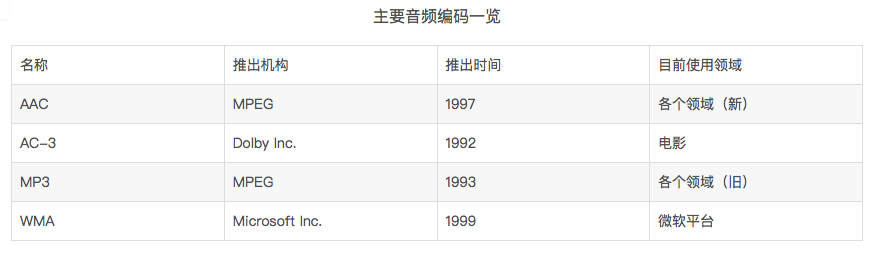 主要音频编码一览
名称 推出机构 推出时间 目前使用领域
AAC MPEG 1997 各个领域（新）
AC-3 Dolby Inc. 1992 电影
MP3 MPEG 1993 各个领域（旧）
WMA Microsoft Inc. 1999 微软平台